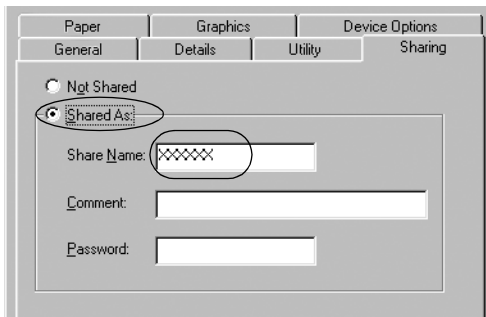 Paper Graphics Device Options
General Details Utility Sharing
Not Shared
Shared As:
Share Name: XXXXXX
Comment:
Password: